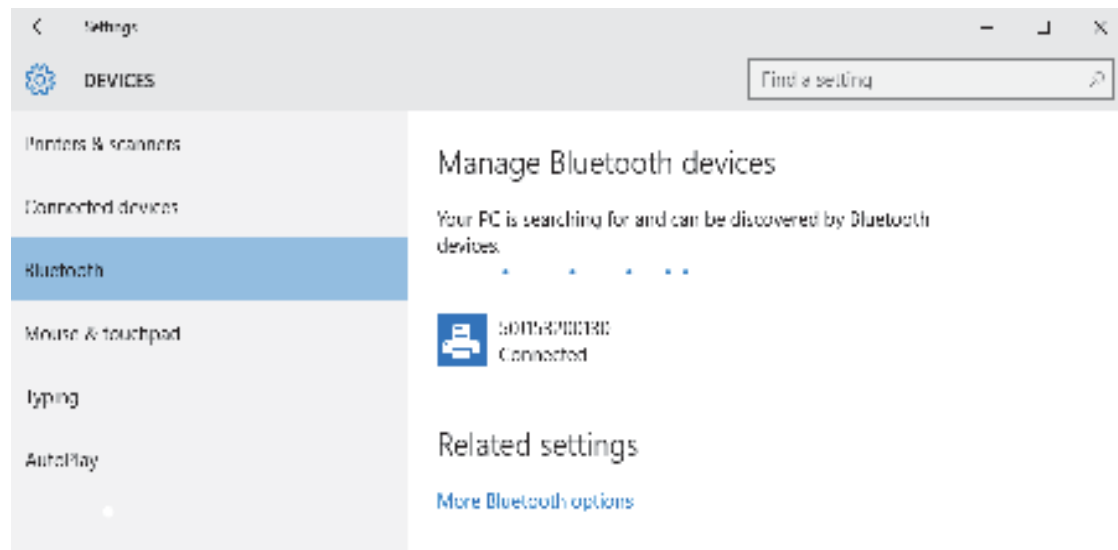 Settings
DEVICES
Find a setting
Printers & scanners
Connected devices
Bluetooth
Mouse & touchpad
Typing
AutoPlay
Manage Bluetooth devices
Your PC is searching for and can be discovered by Bluetooth
devices.
Connected
Related settings
More Bluetooth options